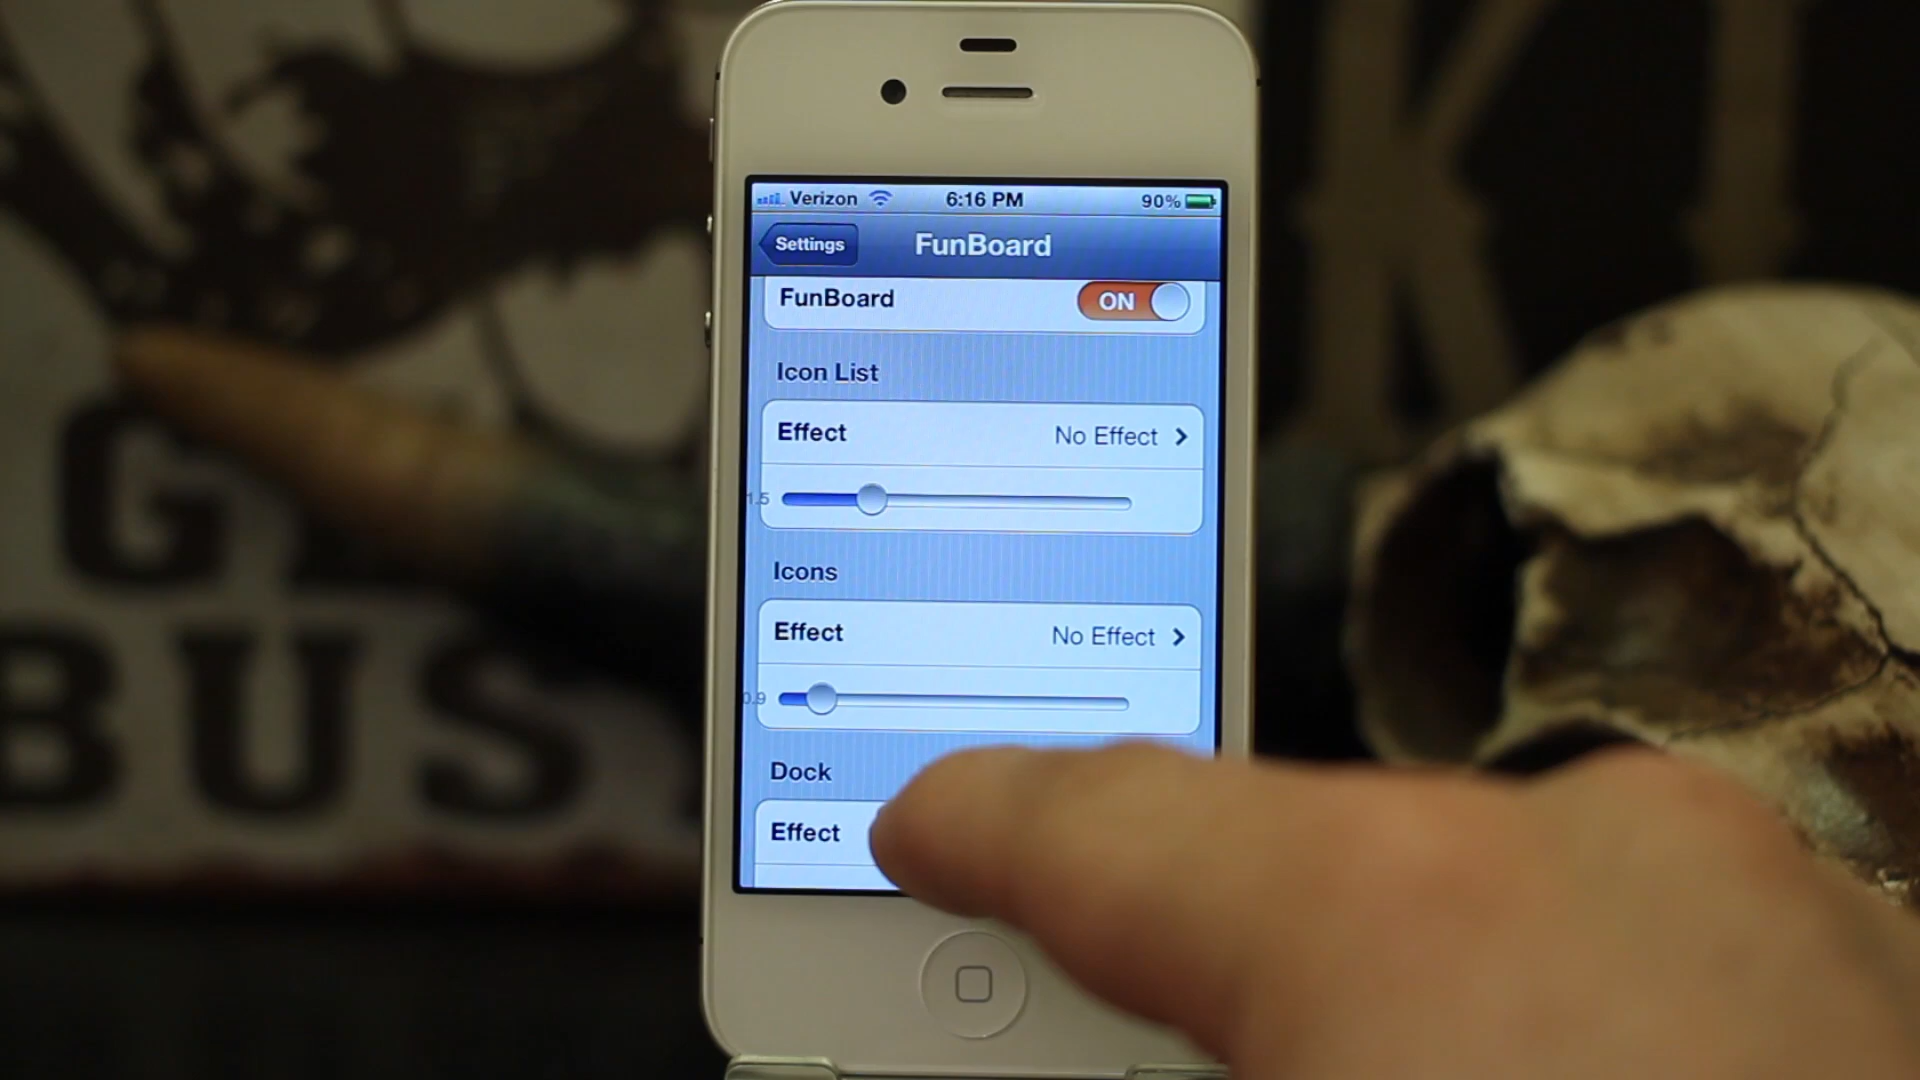 Verizon 6:16 PM 90%
Settings FunBoard
FunBoard ON
Icon List
Effect No Effect
1.5
Icons
Effect No Effect
0.9
Dock
Effect
G
BUS
K